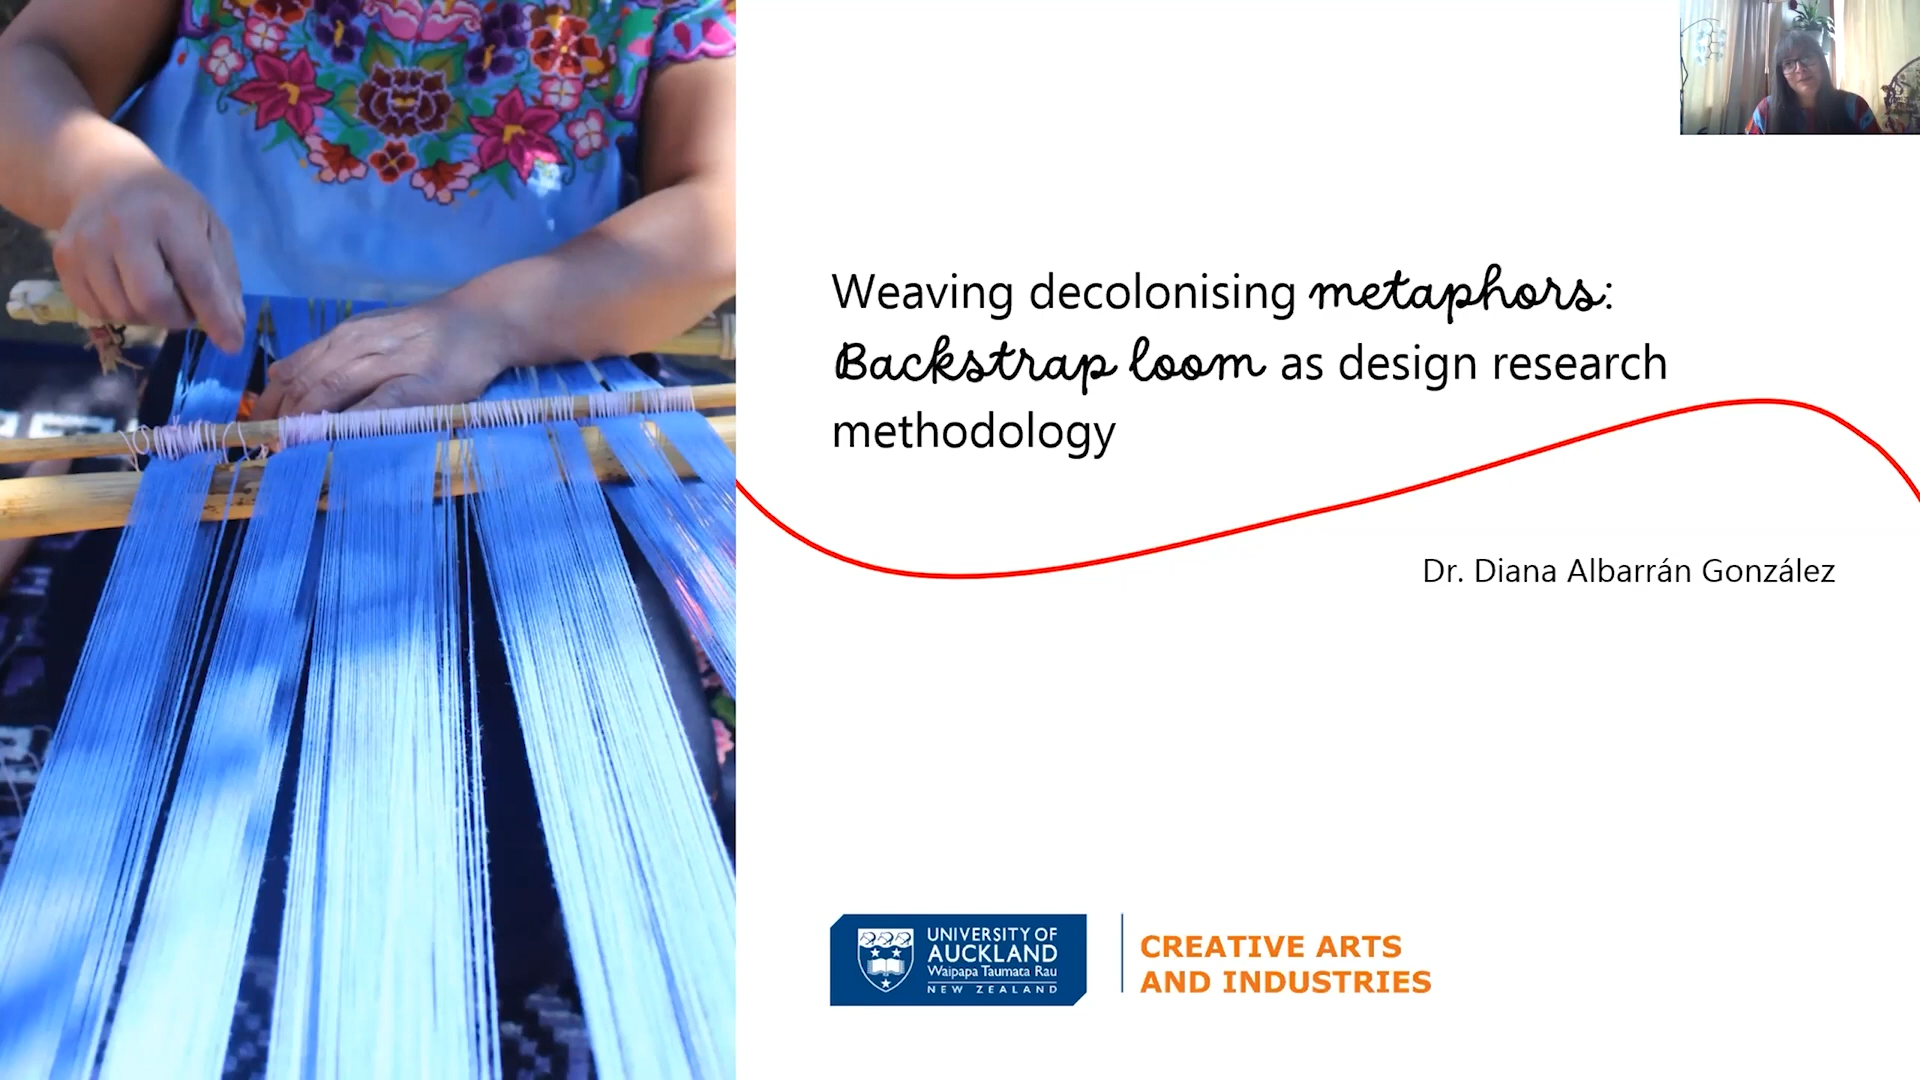 Weaving decolonising metaphors:
Backstrap loom as design research
methodology
Dr. Diana Albarrán González
UNIVERSITY OF
AUCKLAND
Waipapa Taumata Rau
NEW ZEALAND
CREATIVE ARTS
AND INDUSTRIES